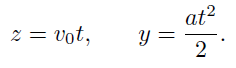 z = v₀t, y = at²/2.